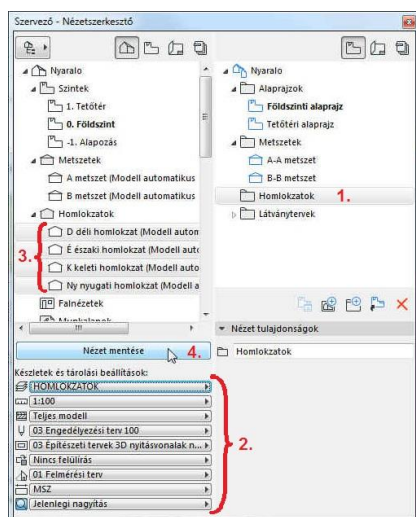 Szervező - Nézetszerkesztő
Nyaralo
Szintek
1. Tetőtér
0. Földszint
-1. Alapozás
Metszetek
A metszet (Modell automatikus
B metszet (Modell automatikus
Homlokzatok
D déli homlokzat (Modell autom
É északi homlokzat (Modell auto
K keleti homlokzat (Modell auto
Ny nyugati homlokzat (Modell a
3.
Falnézetek
Munkalapok
Nézet mentése
4.
Nyaralo
Alaprajzok
Földszinti alaprajz
Tetőtéri alaprajz
Metszetek
A-A metszet
B-B metszet
Homlokzatok
1.
Látványtervek
Nézet tulajdonságok
Homlokzatok
Készletek és tárolási beállítások:
HOMLOKZATOK
1:100
Teljes modell
03 Engedélyezési terv 100
03 Építészeti tervek 3D nyitásvonalak n...
Nincs felülírás
01 Felmérési terv
MSZ
Jelenlegi nagyítás
2.